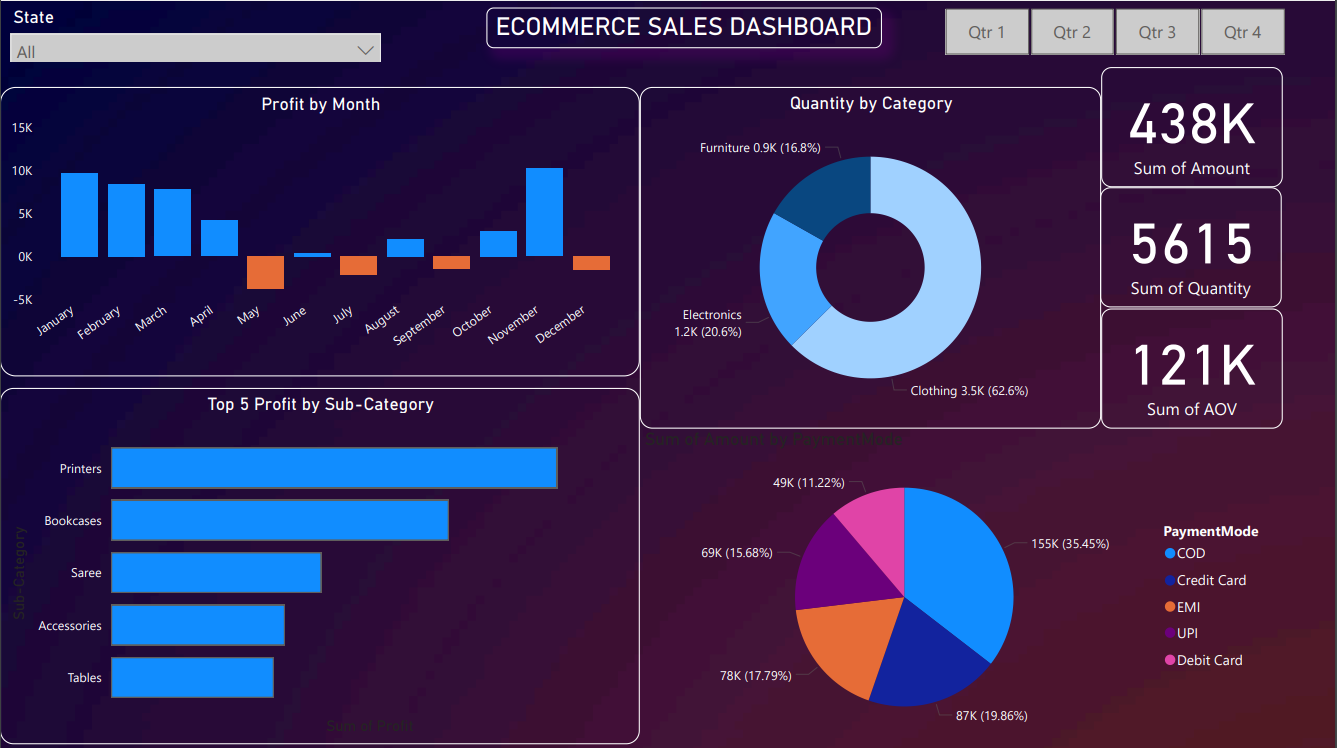 State
All
ECOMMERCE SALES DASHBOARD
Qtr 1
Qtr 2
Qtr 3
Qtr 4
Profit by Month
15K
10K
5K
0K
-5K
January
February
March
April
May
June
July
August
September
October
November
December
Quantity by Category
Furniture 0.9K (16.8%)
Electronics
1.2K (20.6%)
Clothing 3.5K (62.6%)
438K
Sum of Amount
5615
Sum of Quantity
121K
Sum of AOV
Top 5 Profit by Sub-Category
Sub-Category
Printers
Bookcases
Saree
Accessories
Tables
Sum of Profit
Sum of Amount by PaymentMode
49K (11.22%)
155K (35.45%)
69K (15.68%)
78K (17.79%)
87K (19.86%)
PaymentMode
COD
Credit Card
EMI
UPI
Debit Card